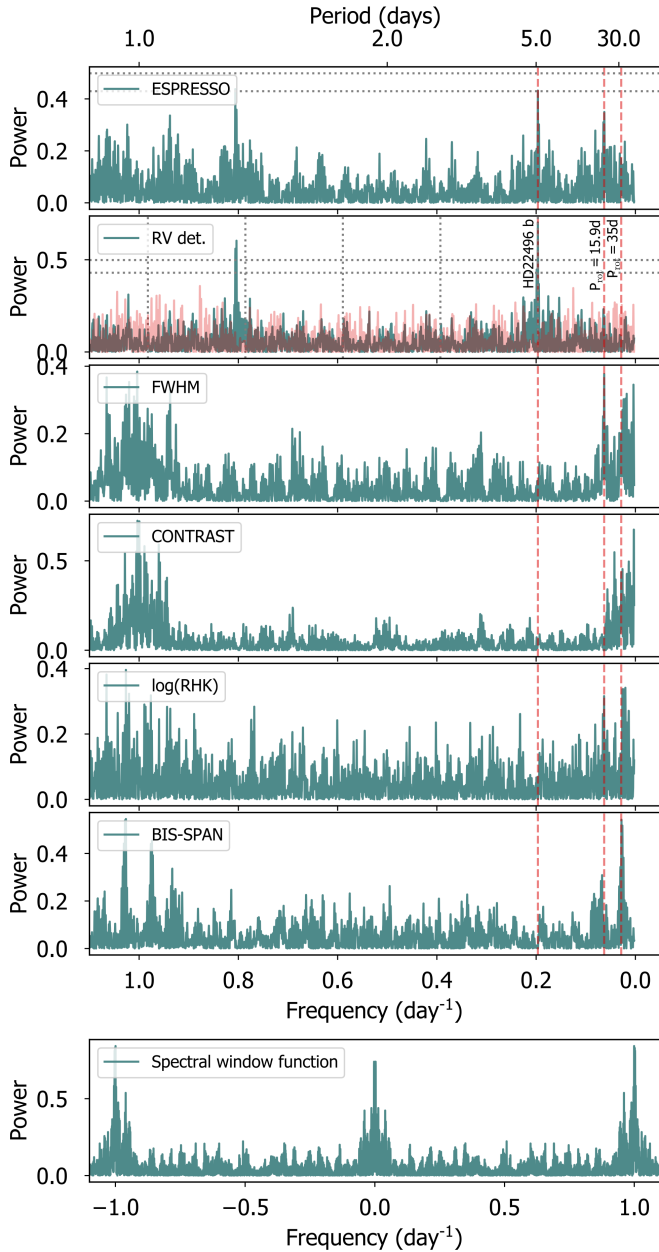 Period (days)
1.0 2.0 5.0 30.0
Power
0.4
0.2
0.0
ESPRESSO
Power
0.5
0.0
RV det.
HD22496 b
Prot = 15.9d
Prot = 35d
Power
0.4
0.2
0.0
FWHM
Power
0.5
0.0
CONTRAST
Power
0.4
0.2
0.0
log(RHK)
Power
0.4
0.2
0.0
BIS-SPAN
1.0 0.8 0.6 0.4 0.2 0.0
Frequency (day-1)
Power
0.5
0.0
Spectral window function
−1.0 −0.5 0.0 0.5 1.0
Frequency (day-1)